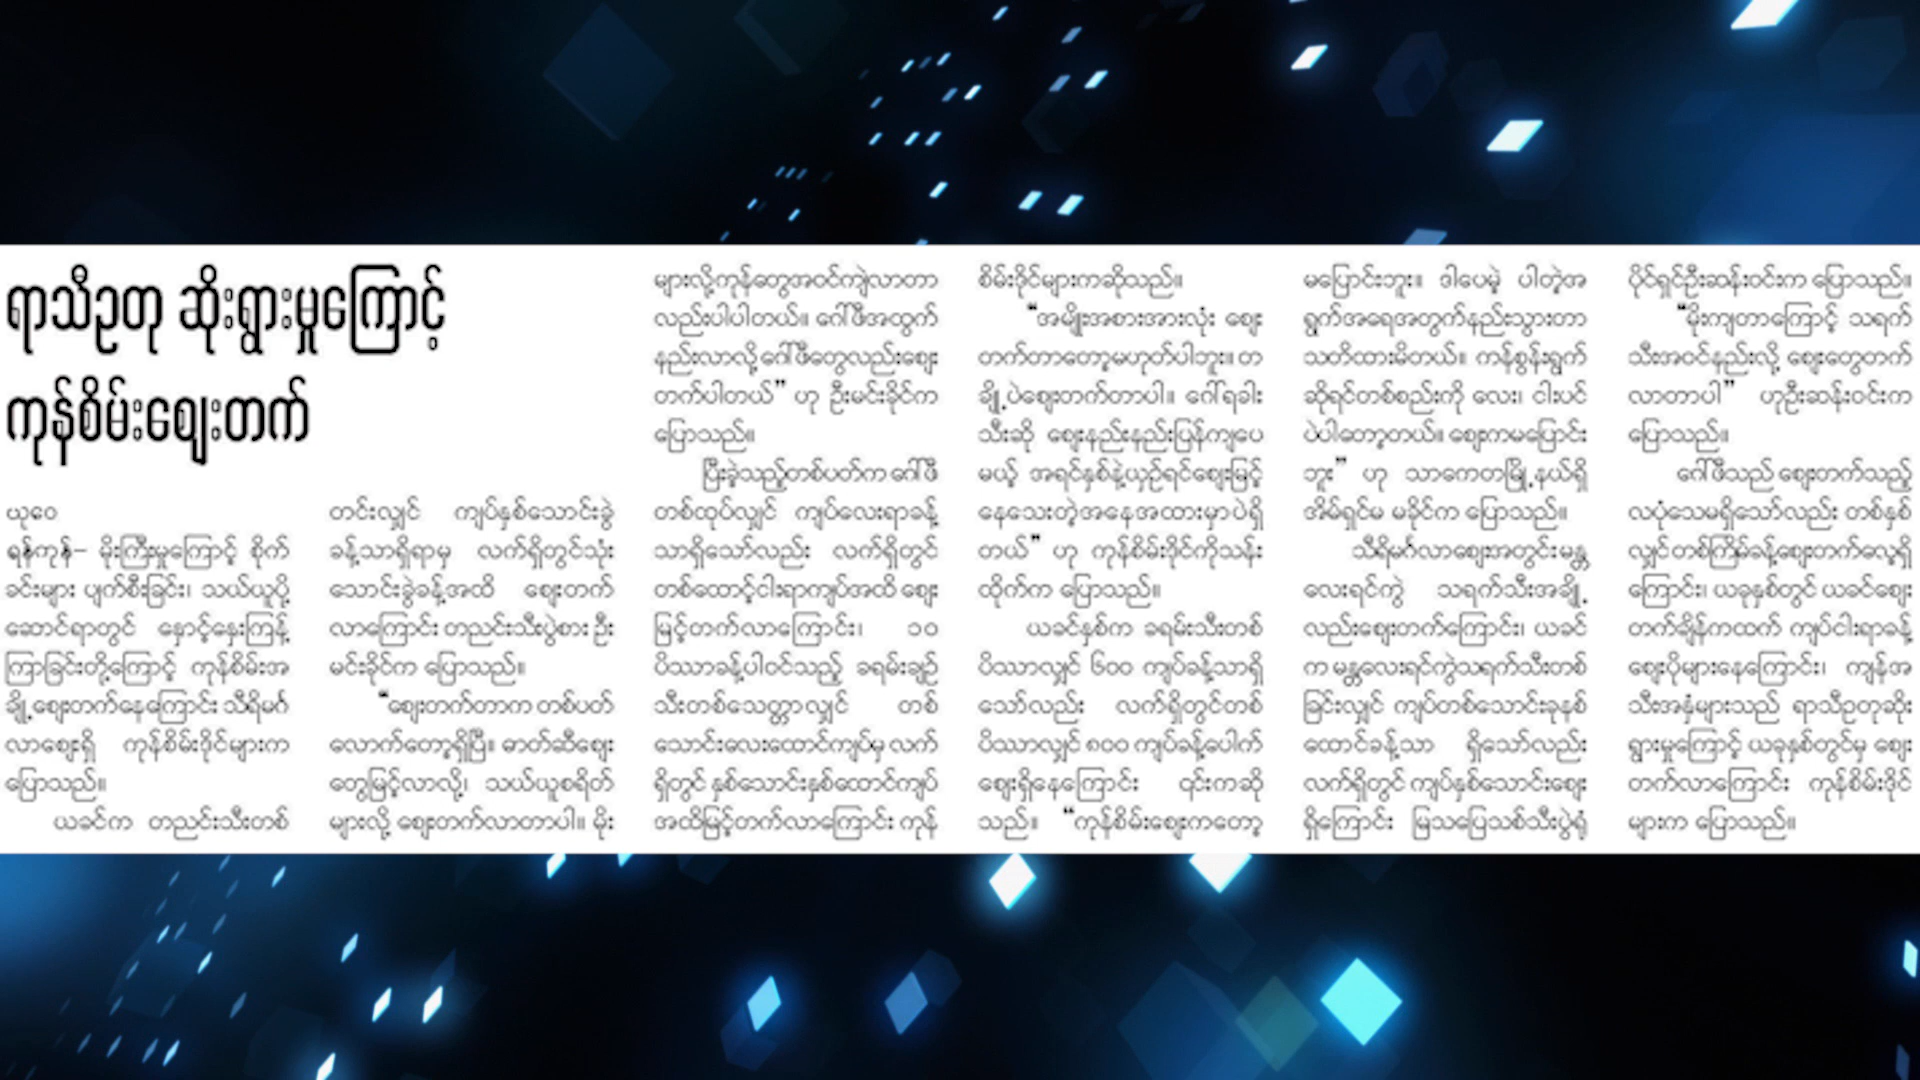 ရာသီဥတု ဆိုးရွားမှုကြောင့်
ကုန်စိမ်းဈေးတက်
ယုဝေ
ရန်ကုန်− မိုးကြီးမှုကြောင့် စိုက်
ခင်းများ ပျက်စီးခြင်း၊ သယ်ယူပို့
ဆောင်ရာတွင် နှောင့်နှေးကြန့်
ကြာခြင်းတို့ကြောင့် ကုန်စိမ်းအ
ချို့ ဈေးတက်နေကြောင်း သီရိမင်္ဂ
လာဈေးရှိ ကုန်စိမ်းဒိုင်များက
ပြောသည်။
ယခင်က တညင်းသီးတစ်
တင်းလျှင် ကျပ်နှစ်သောင်းခွဲ
ခန့်သာရှိရာမှ လက်ရှိတွင်သုံး
သောင်းခွဲခန့်အထိ ဈေးတက်
လာကြောင်း တညင်းသီးပွဲစား ဦး
မင်းခိုင်က ပြောသည်။
“ဈေးတက်တာက တစ်ပတ်
လောက်တော့ရှိပြီ။ ဓာတ်ဆီဈေး
တွေမြင့်လာလို့၊ သယ်ယူစရိတ်
များလို့ ဈေးတက်လာတာပါ။ မိုး
များလို့ကုန်တွေအဝင်ကျဲလာတာ
လည်းပါပါတယ်။ ဂေါ်ဖီအထွက်
နည်းလာလို့ ဂေါ်ဖီတွေလည်းဈေး
တက်ပါတယ်” ဟု ဦးမင်းခိုင်က
ပြောသည်။
ပြီးခဲ့သည့်တစ်ပတ်က ဂေါ်ဖီ
တစ်ထုပ်လျှင် ကျပ်လေးရာခန့်
သာရှိသော်လည်း လက်ရှိတွင်
တစ်ထောင့်ငါးရာကျပ်အထိ ဈေး
မြင့်တက်လာကြောင်း၊ ၁၀
ပိဿာခန့်ပါဝင်သည့် ခရမ်းချဉ်
သီးတစ်သေတ္တာလျှင် တစ်
သောင်းလေးထောင်ကျပ်မှ လက်
ရှိတွင် နှစ်သောင်းနှစ်ထောင်ကျပ်
အထိမြင့်တက်လာကြောင်း ကုန်
စိမ်းဒိုင်များကဆိုသည်။
“အမျိုးအစားအားလုံး ဈေး
တက်တာတော့မဟုတ်ပါဘူး။ တ
ချို့ပဲဈေးတက်တာပါ။ ဂေါ်ရခါး
သီးဆို ဈေးနည်းနည်းပြန်ကျပေ
မယ့် အရင်နှစ်နဲ့ယှဉ်ရင်ဈေးမြင့်
နေသေးတဲ့အနေအထားမှာပဲရှိ
တယ်” ဟု ကုန်စိမ်းဒိုင်ကိုသန်း
ထိုက်က ပြောသည်။
ယခင်နှစ်က ခရမ်းသီးတစ်
ပိဿာလျှင် ၆၀၀ ကျပ်ခန့်သာရှိ
သော်လည်း လက်ရှိတွင်တစ်
ပိဿာလျှင် ၈၀၀ ကျပ်ခန့်ပေါက်
ဈေးရှိနေကြောင်း ၎င်းကဆို
သည်။ “ကုန်စိမ်းဈေးကတော့
မပြောင်းဘူး။ ဒါပေမဲ့ ပါတဲ့အ
ရွက်အရေအတွက်နည်းသွားတာ
သတိထားမိတယ်။ ကန်စွန်းရွက်
ဆိုရင်တစ်စည်းကို လေး၊ ငါးပင်
ပဲပါတော့တယ်။ ဈေးကမပြောင်း
ဘူး” ဟု သာကေတမြို့နယ်ရှိ
အိမ်ရှင်မ မခိုင်က ပြောသည်။
သီရိမင်္ဂလာဈေးအတွင်း မန္တ
လေးရင်ကွဲ သရက်သီးအချို့
လည်းဈေးတက်ကြောင်း၊ ယခင်
က မန္တလေးရင်ကွဲသရက်သီးတစ်
ခြင်းလျှင် ကျပ်တစ်သောင်းခုနစ်
ထောင်ခန့်သာ ရှိသော်လည်း
လက်ရှိတွင် ကျပ်နှစ်သောင်းဈေး
ရှိကြောင်း မြသပြေသစ်သီးပွဲရုံ
ပိုင်ရှင်ဦးဆန်းဝင်းက ပြောသည်။
“မိုးကျတာကြောင့် သရက်
သီးအဝင်နည်းလို့ ဈေးတွေတက်
လာတာပါ” ဟုဦးဆန်းဝင်းက
ပြောသည်။
ဂေါ်ဖီသည် ဈေးတက်သည့်
လပုံသေမရှိသော်လည်း တစ်နှစ်
လျှင် တစ်ကြိမ်ခန့်ဈေးတက်လေ့ရှိ
ကြောင်း၊ ယခုနှစ်တွင် ယခင်ဈေး
တက်ချိန်ကထက် ကျပ်ငါးရာခန့်
ဈေးပိုများနေကြောင်း၊ ကျန်အ
သီးအနှံများသည် ရာသီဥတုဆိုး
ရွားမှုကြောင့် ယခုနှစ်တွင်မှ ဈေး
တက်လာကြောင်း ကုန်စိမ်းဒိုင်
များက ပြောသည်။